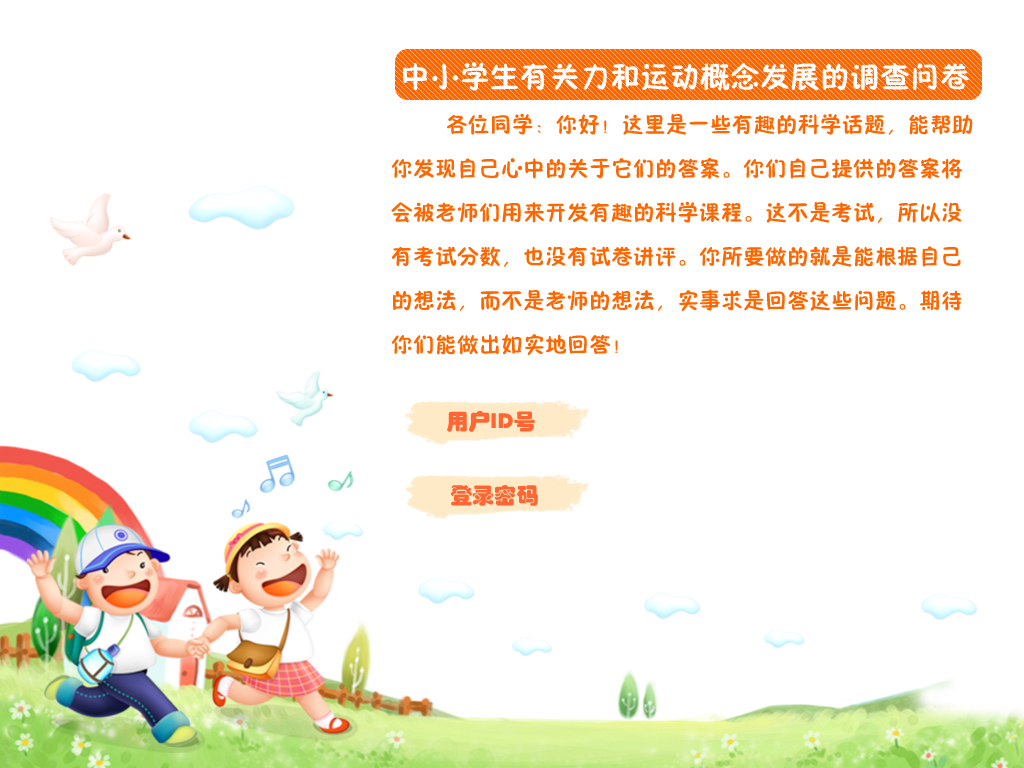 中小学生有关力和运动概念发展的调查问卷
各位同学：你好！这里是一些有趣的科学话题，能帮助
你发现自己心中的关于它们的答案。你们自己提供的答案将
会被老师们用来开发有趣的科学课程。这不是考试，所以没
有考试分数，也没有试卷讲评。你所要做的就是能根据自己
的想法，而不是老师的想法，实事求是回答这些问题。期待
你们能做出如实地回答！
用户ID号
登录密码